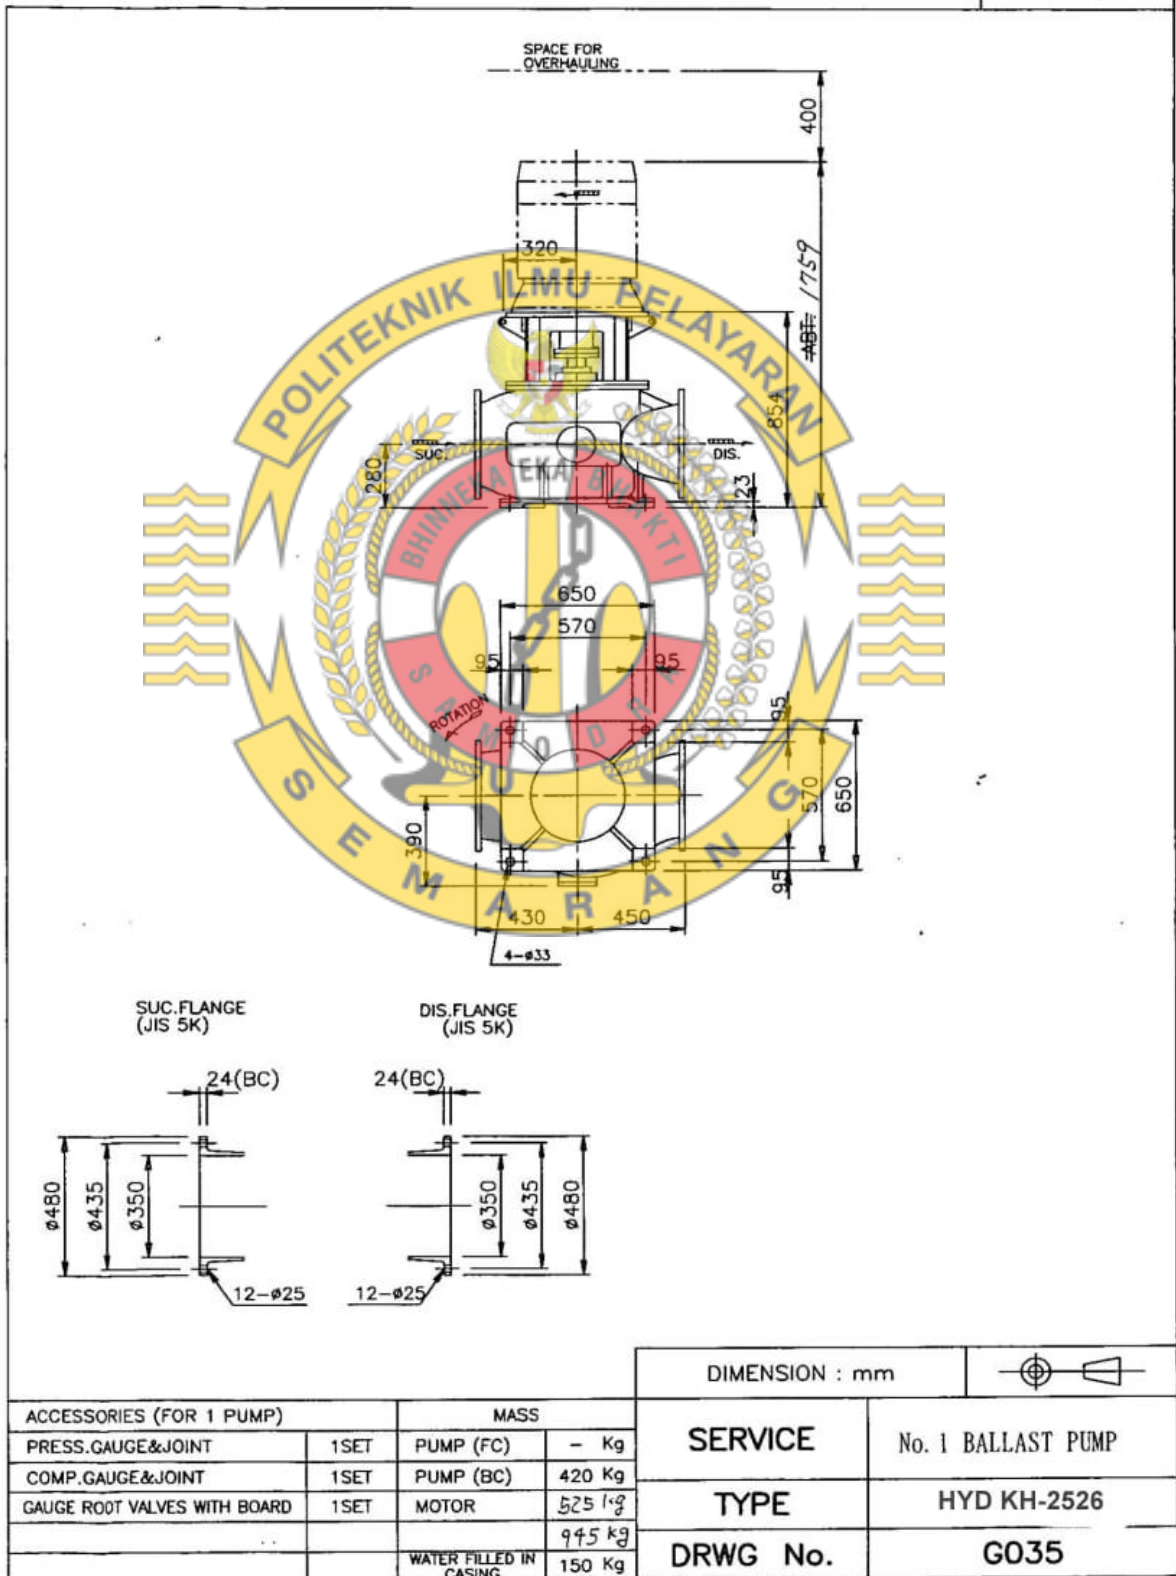 SPACE FOR
OVERHAULING
400
320
ABT. 1759
854
SUC.
DIS.
280
23
POLITEKNIK ILMU PELAYARAN
BHINNEKA EKA BHAKTI
SAMUODRA
SEMARANG
650
570
95
95
ROTATION
95
570
650
390
95
430
450
4-ø33
SUC.FLANGE
(JIS 5K)
DIS.FLANGE
(JIS 5K)
24(BC)
24(BC)
ø480
ø435
ø350
ø350
ø435
ø480
12-ø25
12-ø25
DIMENSION : mm
ACCESSORIES (FOR 1 PUMP)
MASS
PRESS.GAUGE&JOINT 1SET PUMP (FC) - Kg
COMP.GAUGE&JOINT 1SET PUMP (BC) 420 Kg
GAUGE ROOT VALVES WITH BOARD 1SET MOTOR 525 kg
945 kg
WATER FILLED IN
CASING 150 Kg
SERVICE No. 1 BALLAST PUMP
TYPE HYD KH-2526
DRWG No. G035